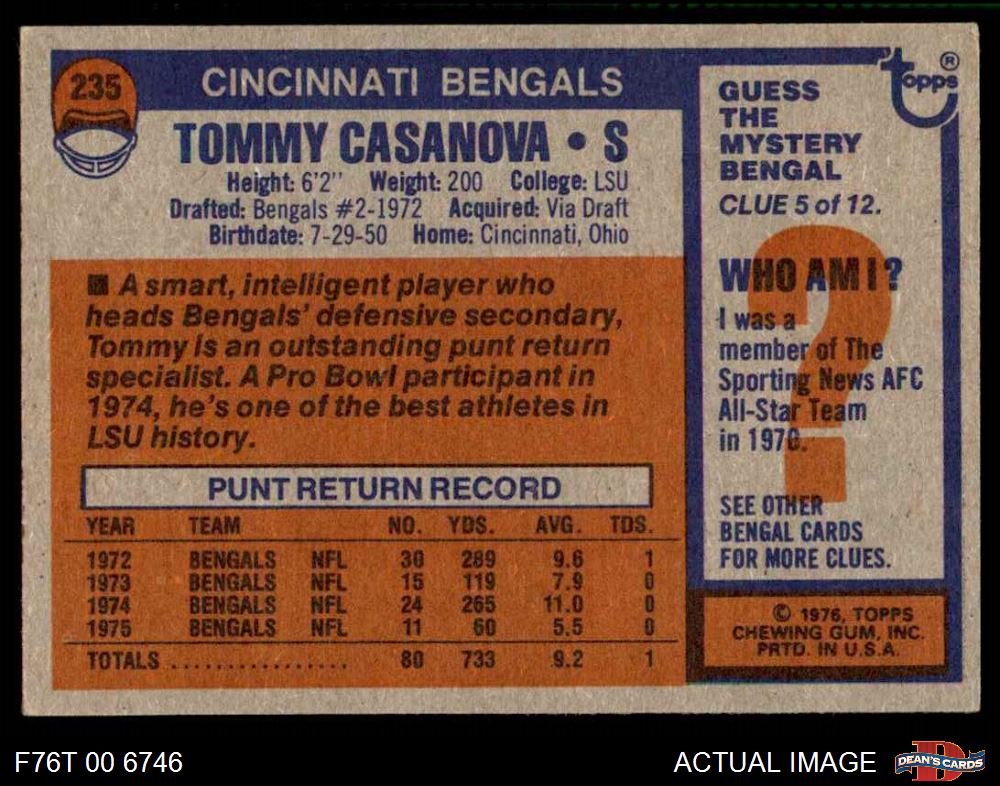 235
CINCINNATI BENGALS
TOMMY CASANOVA • S
Height: 6'2" Weight: 200 College: LSU
Drafted: Bengals #2-1972 Acquired: Via Draft
Birthdate: 7-29-50 Home: Cincinnati, Ohio
■ A smart, intelligent player who
heads Bengals' defensive secondary,
Tommy is an outstanding punt return
specialist. A Pro Bowl participant in
1974, he's one of the best athletes in
LSU history.
PUNT RETURN RECORD
YEAR TEAM NO. YDS. AVG. TDS.
1972 BENGALS NFL 30 289 9.6 1
1973 BENGALS NFL 15 119 7.9 0
1974 BENGALS NFL 24 265 11.0 0
1975 BENGALS NFL 11 60 5.5 0
TOTALS ................ 80 733 9.2 1
topps ®
GUESS
THE
MYSTERY
BENGAL
CLUE 5 of 12.
?
WHO AM I?
I was a
member of The
Sporting News AFC
All-Star Team
in 1970.
SEE OTHER
BENGAL CARDS
FOR MORE CLUES.
© 1976, TOPPS
CHEWING GUM, INC.
PRTD. IN U.S.A.
F76T 00 6746
ACTUAL IMAGE
D
DEAN'S CARDS